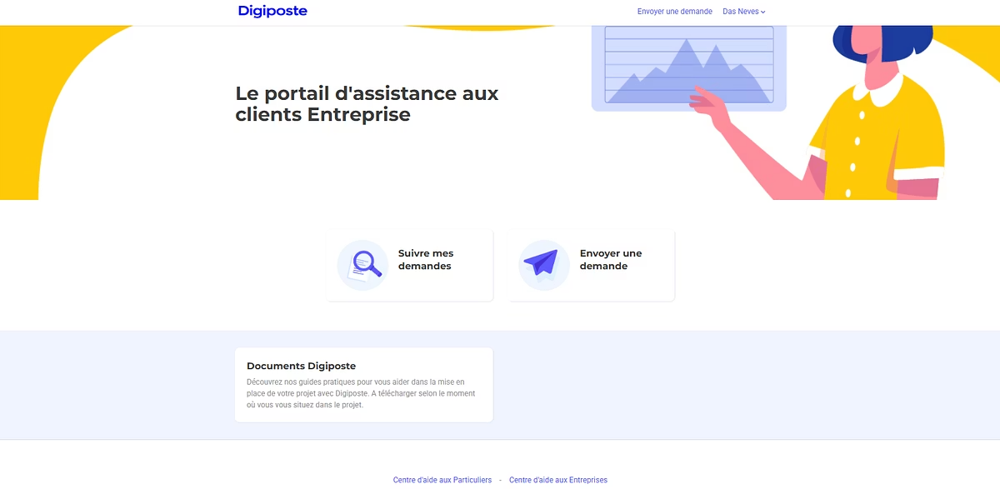 Digiposte
Envoyer une demande
Das Neves
Le portail d'assistance aux
clients Entreprise
Suivre mes
demandes
Envoyer une
demande
Documents Digiposte
Découvrez nos guides pratiques pour vous aider dans la mise en
place de votre projet avec Digiposte. A télécharger selon le moment
où vous vous situez dans le projet.
Centre d'aide aux Particuliers - Centre d'aide aux Entreprises